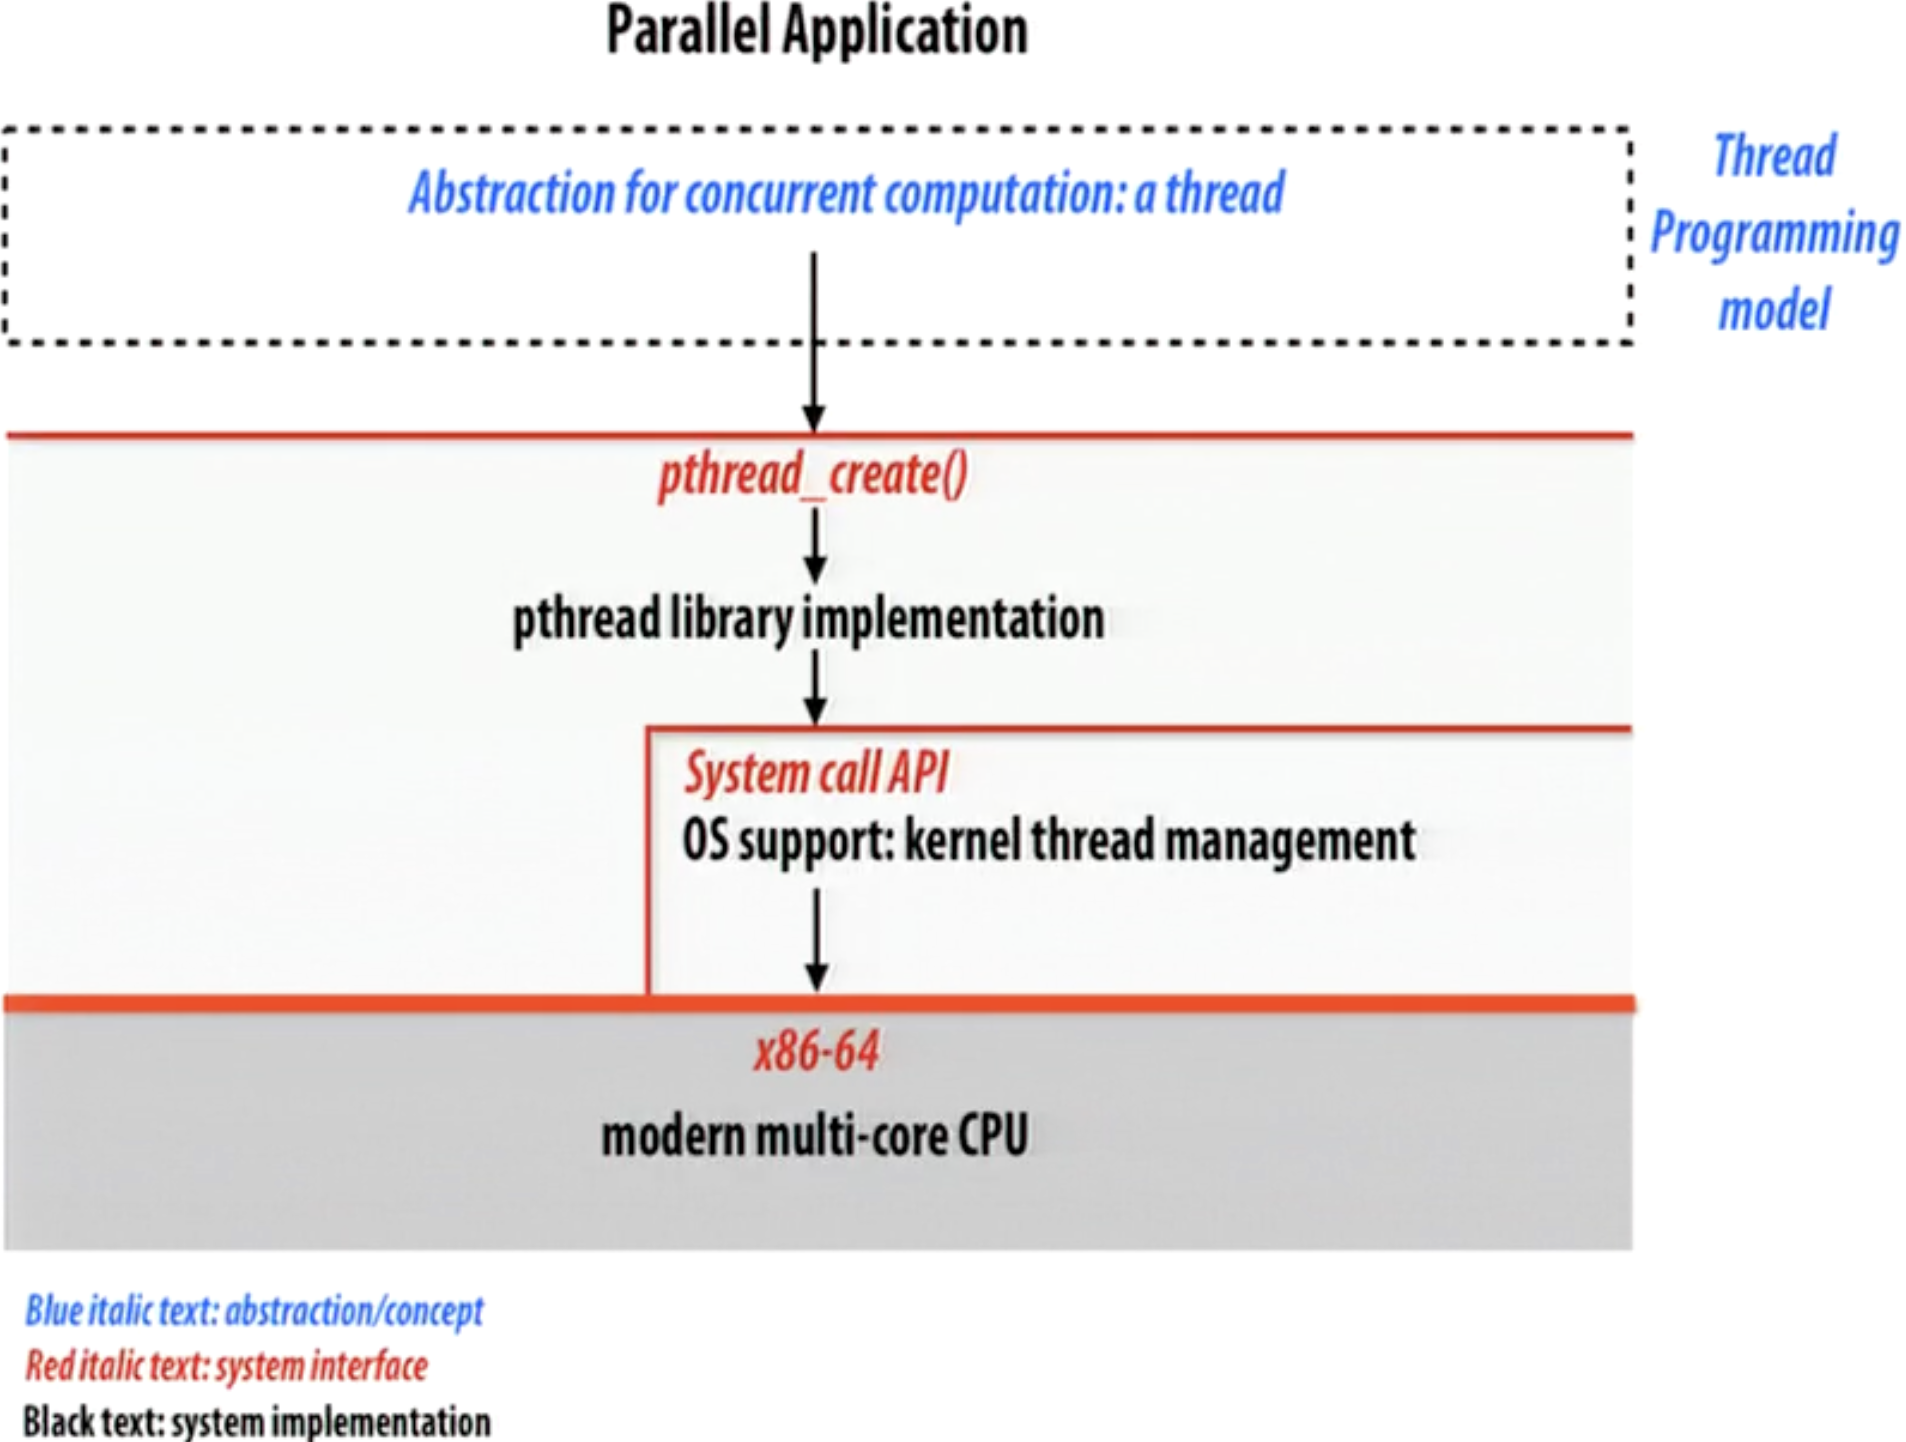 Parallel Application
Abstraction for concurrent computation: a thread
Thread
Programming
model
pthread_create()
pthread library implementation
System call API
OS support: kernel thread management
x86-64
modern multi-core CPU
Blue italic text: abstraction/concept
Red italic text: system interface
Black text: system implementation